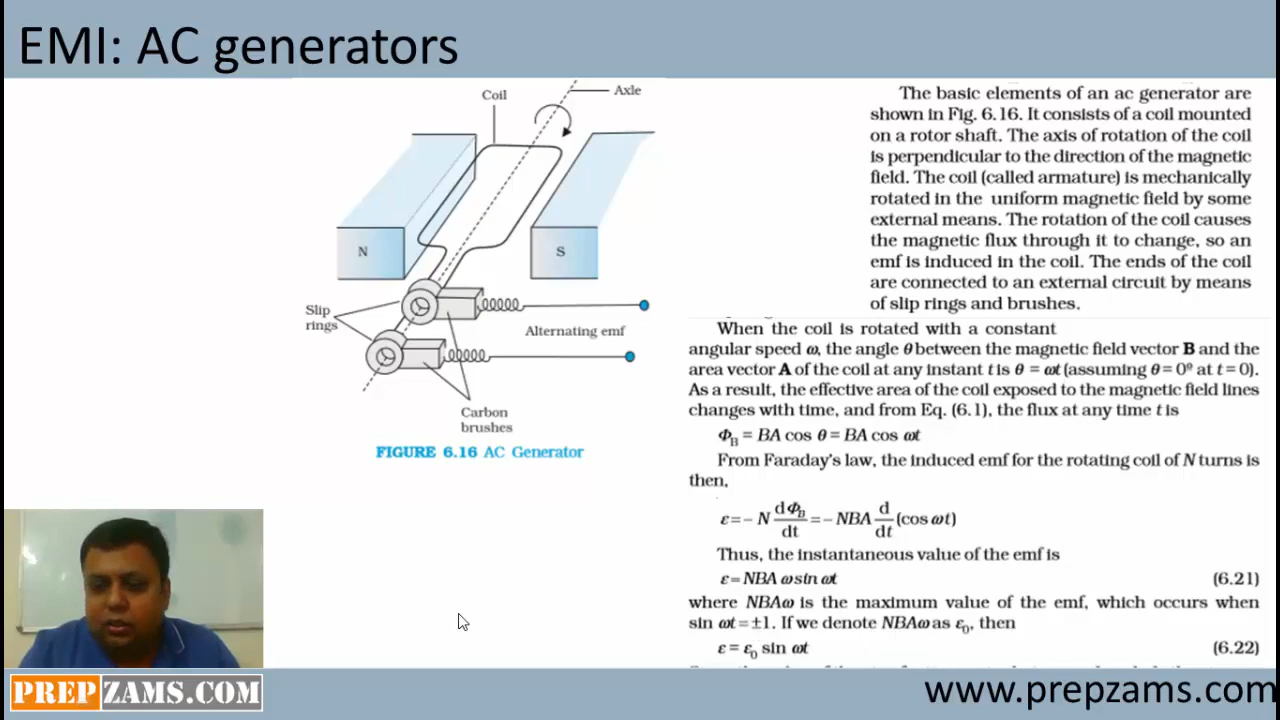 EMI: AC generators
Coil
Axle
N
S
Slip
rings
Alternating emf
Carbon
brushes
FIGURE 6.16 AC Generator
The basic elements of an ac generator are
shown in Fig. 6.16. It consists of a coil mounted
on a rotor shaft. The axis of rotation of the coil
is perpendicular to the direction of the magnetic
field. The coil (called armature) is mechanically
rotated in the uniform magnetic field by some
external means. The rotation of the coil causes
the magnetic flux through it to change, so an
emf is induced in the coil. The ends of the coil
are connected to an external circuit by means
of slip rings and brushes.
When the coil is rotated with a constant
angular speed ω, the angle θ between the magnetic field vector B and the
area vector A of the coil at any instant t is θ = ωt (assuming θ = 0° at t = 0).
As a result, the effective area of the coil exposed to the magnetic field lines
changes with time, and from Eq. (6.1), the flux at any time t is
Φ_B = BA cos θ = BA cos ωt
From Faraday's law, the induced emf for the rotating coil of N turns is
then,
ε = – N dΦ_B/dt = – NBA d/dt (cos ωt)
Thus, the instantaneous value of the emf is
ε = NBA ω sin ωt (6.21)
where NBAω is the maximum value of the emf, which occurs when
sin ωt = ±1. If we denote NBAω as ε₀, then
ε = ε₀ sin ωt (6.22)
PREPZAMS.COM
www.prepzams.com